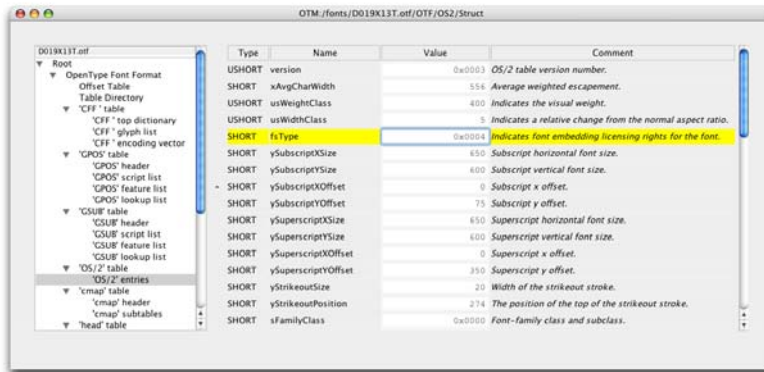 OTM:/fonts/D019X13T.otf/OTF/OS2/Struct
D019X13T.otf
Root
OpenType Font Format
Offset Table
Table Directory
'CFF ' table
'CFF ' top dictionary
'CFF ' glyph list
'CFF ' encoding vector
'GPOS' table
'GPOS' header
'GPOS' script list
'GPOS' feature list
'GPOS' lookup list
'GSUB' table
'GSUB' header
'GSUB' script list
'GSUB' feature list
'GSUB' lookup list
'OS/2' table
'OS/2' entries
'cmap' table
'cmap' header
'cmap' subtables
'head' table
Type Name Value Comment
USHORT version 0x0003 OS/2 table version number.
SHORT xAvgCharWidth 556 Average weighted escapement.
USHORT usWeightClass 400 Indicates the visual weight.
USHORT usWidthClass 5 Indicates a relative change from the normal aspect ratio.
SHORT fsType 0x0004 Indicates font embedding licensing rights for the font.
SHORT ySubscriptXSize 650 Subscript horizontal font size.
SHORT ySubscriptYSize 600 Subscript vertical font size.
SHORT ySubscriptXOffset 0 Subscript x offset.
SHORT ySubscriptYOffset 75 Subscript y offset.
SHORT ySuperscriptXSize 650 Superscript horizontal font size.
SHORT ySuperscriptYSize 600 Superscript vertical font size.
SHORT ySuperscriptXOffset 0 Superscript x offset.
SHORT ySuperscriptYOffset 350 Superscript y offset.
SHORT yStrikeoutSize 20 Width of the strikeout stroke.
SHORT yStrikeoutPosition 274 The position of the top of the strikeout stroke.
SHORT sFamilyClass 0x0000 Font-family class and subclass.